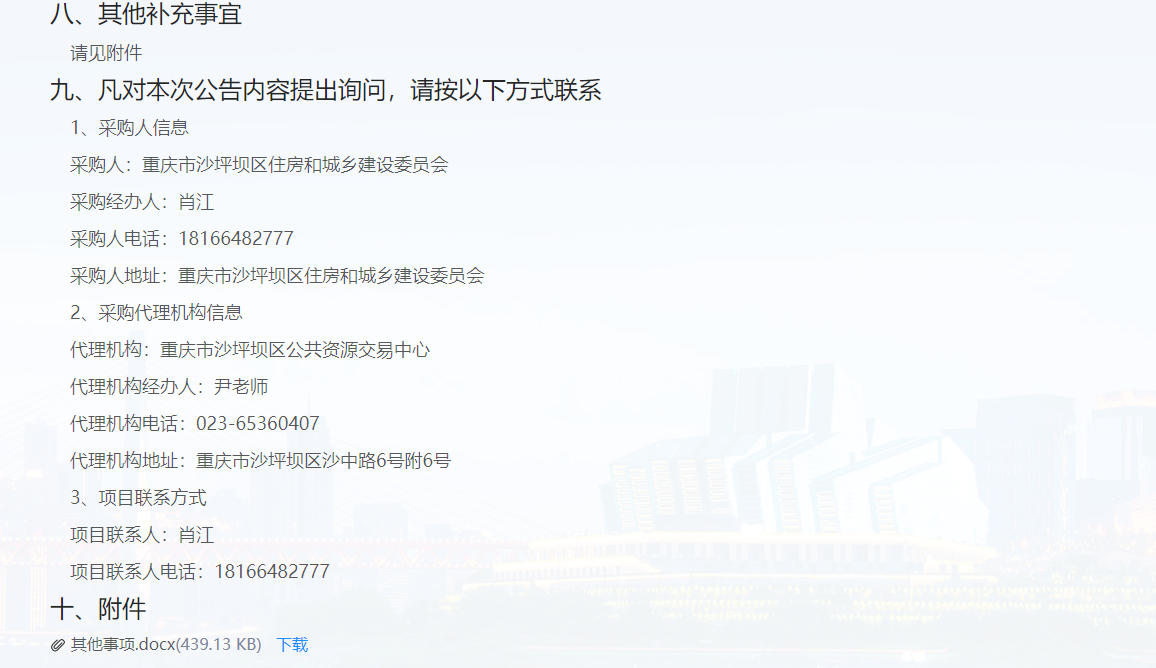 八、其他补充事宜
请见附件
九、凡对本次公告内容提出询问，请按以下方式联系
1、采购人信息
采购人：重庆市沙坪坝区住房和城乡建设委员会
采购经办人：肖江
采购人电话：18166482777
采购人地址：重庆市沙坪坝区住房和城乡建设委员会
2、采购代理机构信息
代理机构：重庆市沙坪坝区公共资源交易中心
代理机构经办人：尹老师
代理机构电话：023-65360407
代理机构地址：重庆市沙坪坝区沙中路6号附6号
3、项目联系方式
项目联系人：肖江
项目联系人电话：18166482777
十、附件
其他事项.docx(439.13 KB) 下载